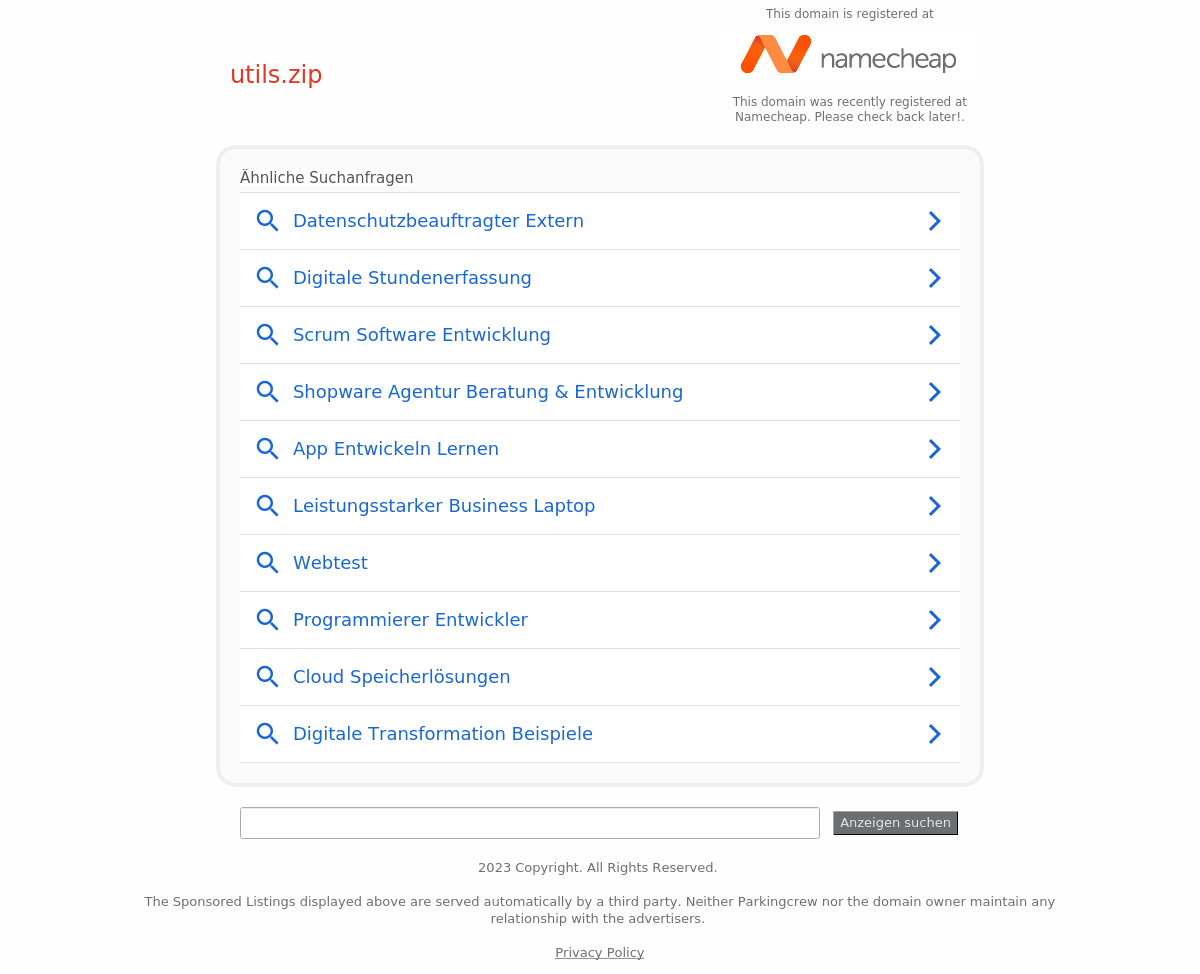 This domain is registered at
namecheap
utils.zip
This domain was recently registered at
Namecheap. Please check back later!.
Ähnliche Suchanfragen
Datenschutzbeauftragter Extern
Digitale Stundenerfassung
Scrum Software Entwicklung
Shopware Agentur Beratung & Entwicklung
App Entwickeln Lernen
Leistungsstarker Business Laptop
Webtest
Programmierer Entwickler
Cloud Speicherlösungen
Digitale Transformation Beispiele
Anzeigen suchen
2023 Copyright. All Rights Reserved.
The Sponsored Listings displayed above are served automatically by a third party. Neither Parkingcrew nor the domain owner maintain any
relationship with the advertisers.
Privacy Policy